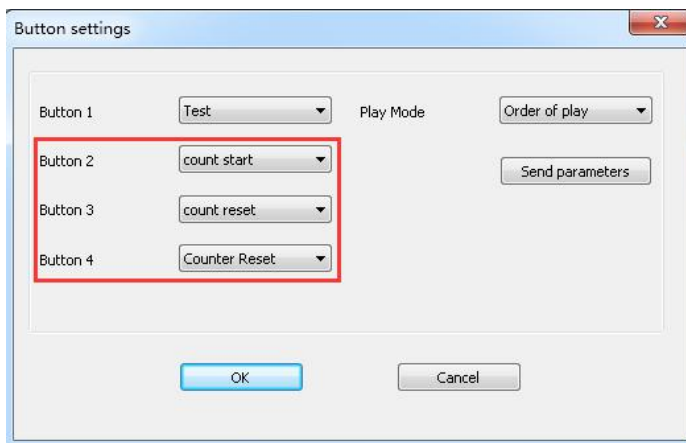 Button settings
Button 1 Test Play Mode Order of play
Button 2 count start Send parameters
Button 3 count reset
Button 4 Counter Reset
OK Cancel